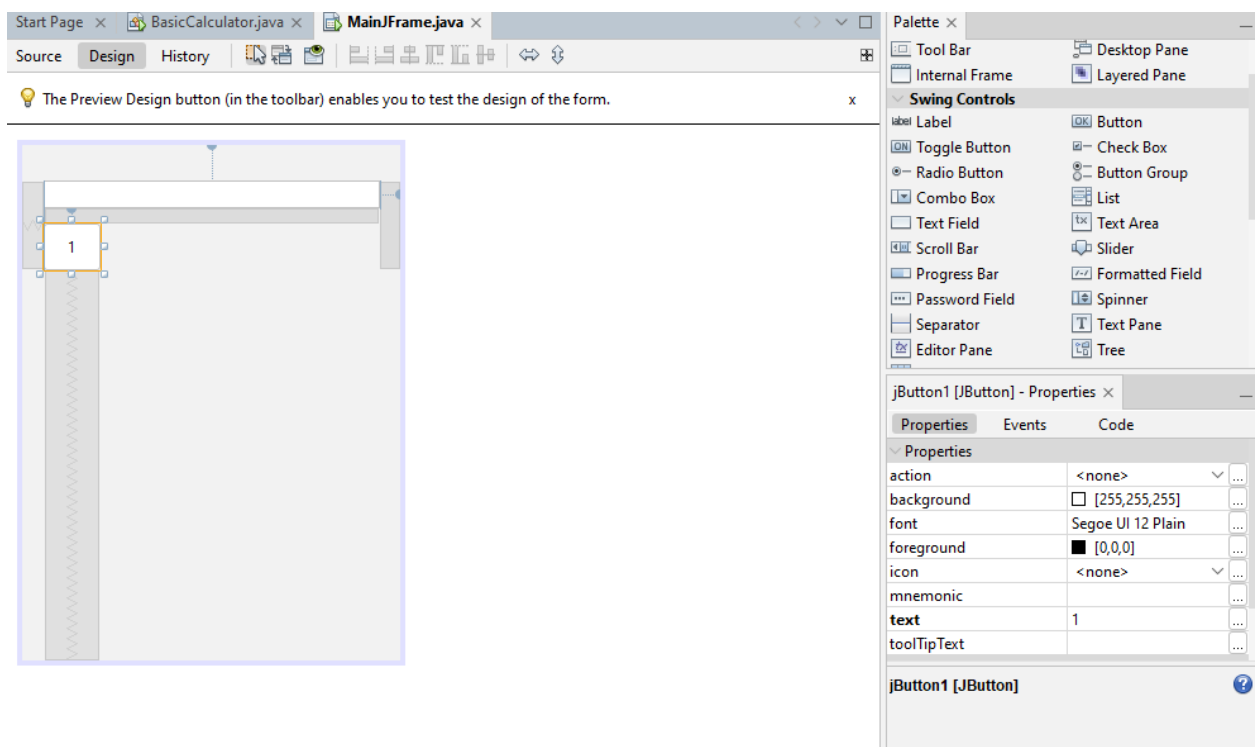 Start Page
BasicCalculator.java
MainJFrame.java
Source Design History
The Preview Design button (in the toolbar) enables you to test the design of the form. x
1
Palette
Tool Bar Desktop Pane
Internal Frame Layered Pane
Swing Controls
label Label OK Button
ON Toggle Button Check Box
Radio Button Button Group
Combo Box List
Text Field tx Text Area
Scroll Bar Slider
Progress Bar Formatted Field
Password Field Spinner
Separator T Text Pane
Editor Pane Tree
jButton1 [JButton] - Properties
Properties Events Code
Properties
action <none> ...
background [255,255,255] ...
font Segoe UI 12 Plain ...
foreground [0,0,0] ...
icon <none> ...
mnemonic ...
text 1 ...
toolTipText ...
jButton1 [JButton] ?